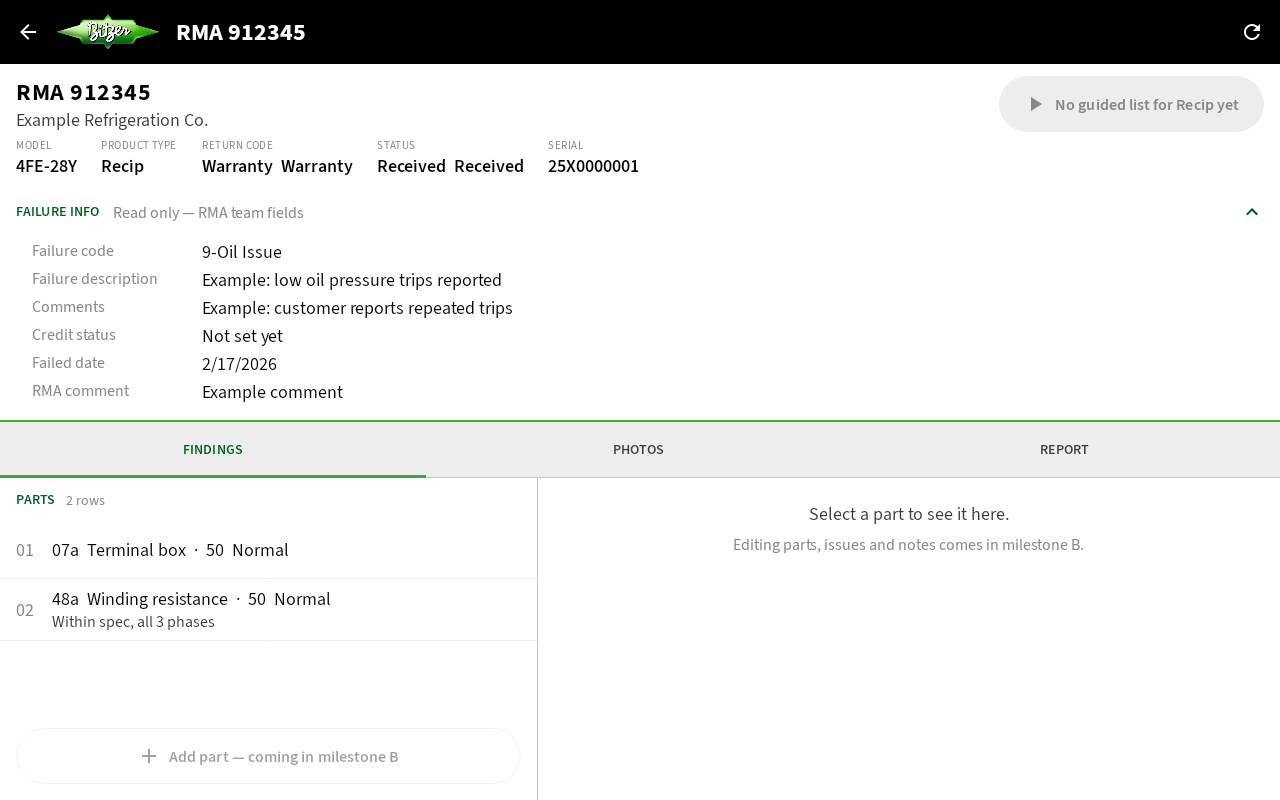 Bitzer RMA 912345
RMA 912345
No guided list for Recip yet
Example Refrigeration Co.
MODEL PRODUCT TYPE RETURN CODE STATUS SERIAL
4FE-28Y Recip Warranty Warranty Received Received 25X0000001
FAILURE INFO Read only — RMA team fields
Failure code 9-Oil Issue
Failure description Example: low oil pressure trips reported
Comments Example: customer reports repeated trips
Credit status Not set yet
Failed date 2/17/2026
RMA comment Example comment
FINDINGS PHOTOS REPORT
PARTS 2 rows
Select a part to see it here.
Editing parts, issues and notes comes in milestone B.
01 07a Terminal box · 50 Normal
02 48a Winding resistance · 50 Normal
Within spec, all 3 phases
Add part — coming in milestone B